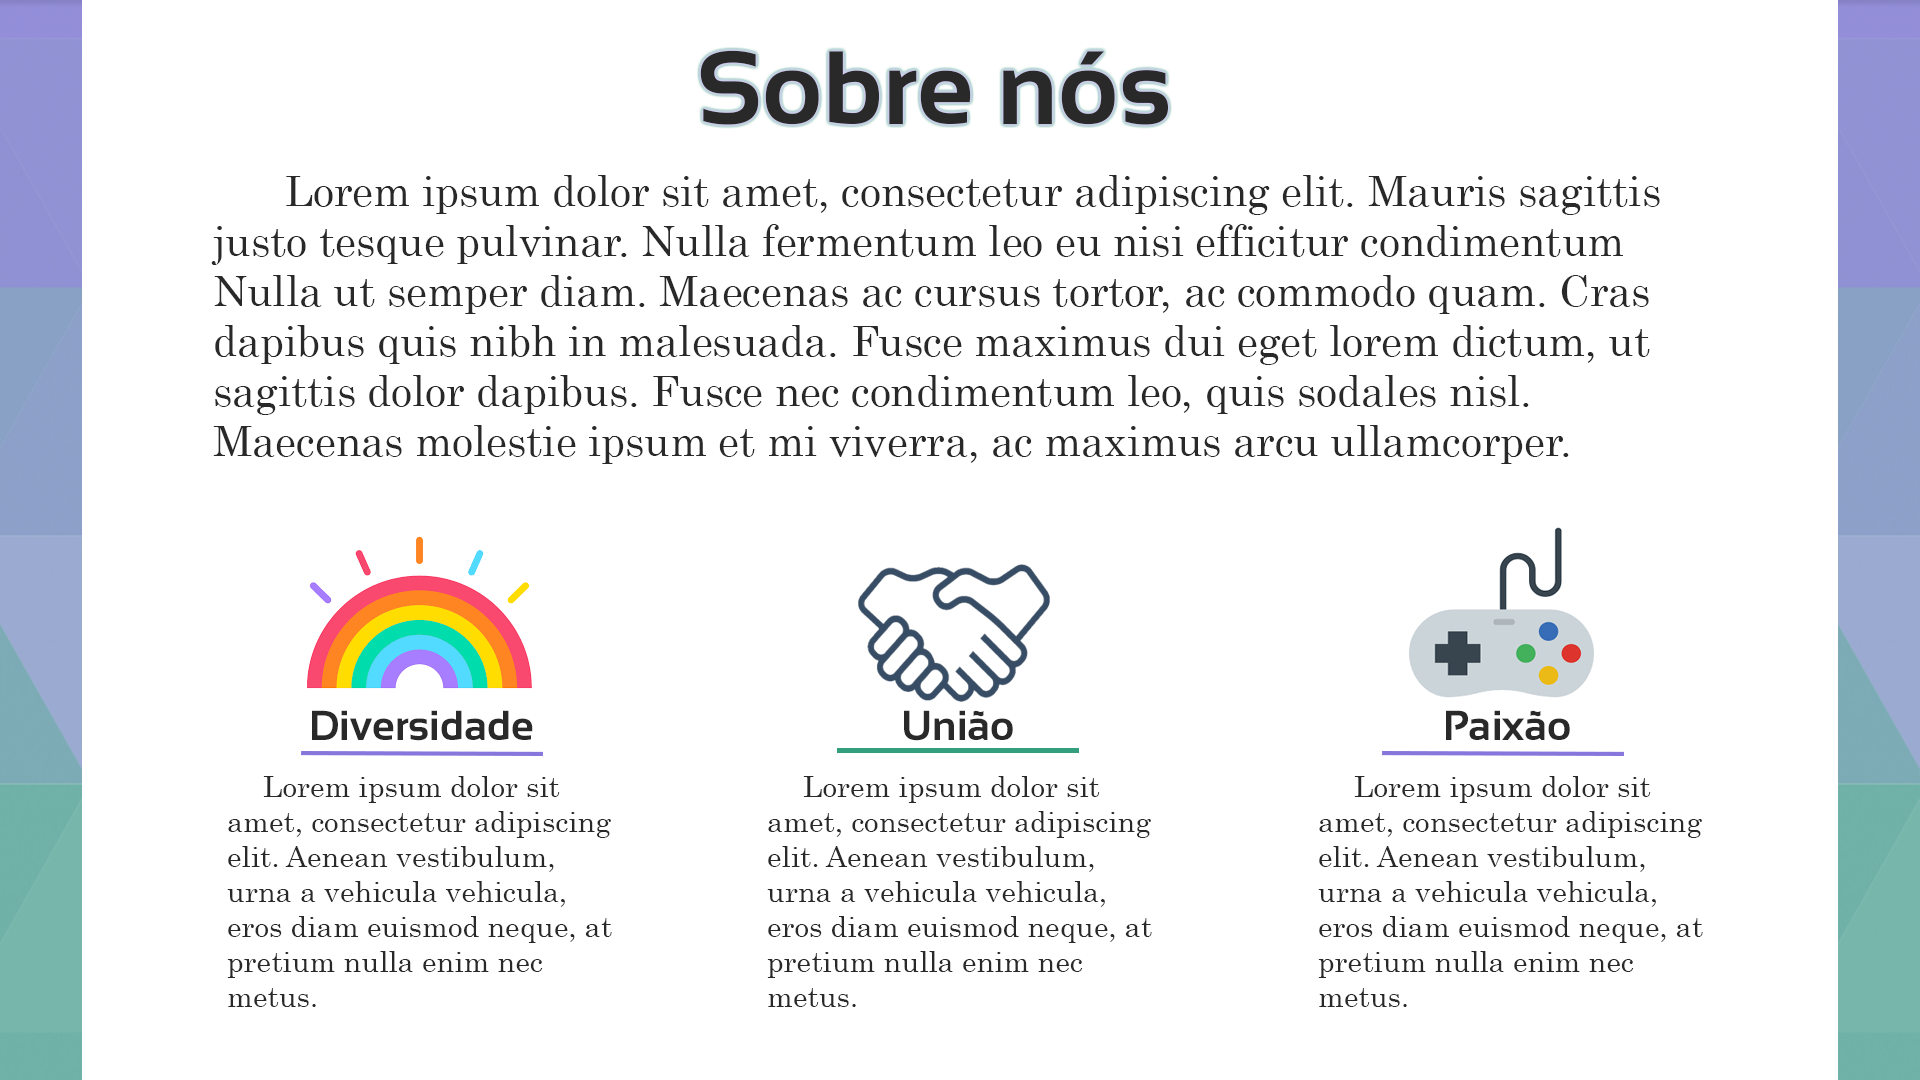 Sobre nós
Lorem ipsum dolor sit amet, consectetur adipiscing elit. Mauris sagittis
justo tesque pulvinar. Nulla fermentum leo eu nisi efficitur condimentum
Nulla ut semper diam. Maecenas ac cursus tortor, ac commodo quam. Cras
dapibus quis nibh in malesuada. Fusce maximus dui eget lorem dictum, ut
sagittis dolor dapibus. Fusce nec condimentum leo, quis sodales nisl.
Maecenas molestie ipsum et mi viverra, ac maximus arcu ullamcorper.
Diversidade
Lorem ipsum dolor sit
amet, consectetur adipiscing
elit. Aenean vestibulum,
urna a vehicula vehicula,
eros diam euismod neque, at
pretium nulla enim nec
metus.
União
Lorem ipsum dolor sit
amet, consectetur adipiscing
elit. Aenean vestibulum,
urna a vehicula vehicula,
eros diam euismod neque, at
pretium nulla enim nec
metus.
Paixão
Lorem ipsum dolor sit
amet, consectetur adipiscing
elit. Aenean vestibulum,
urna a vehicula vehicula,
eros diam euismod neque, at
pretium nulla enim nec
metus.